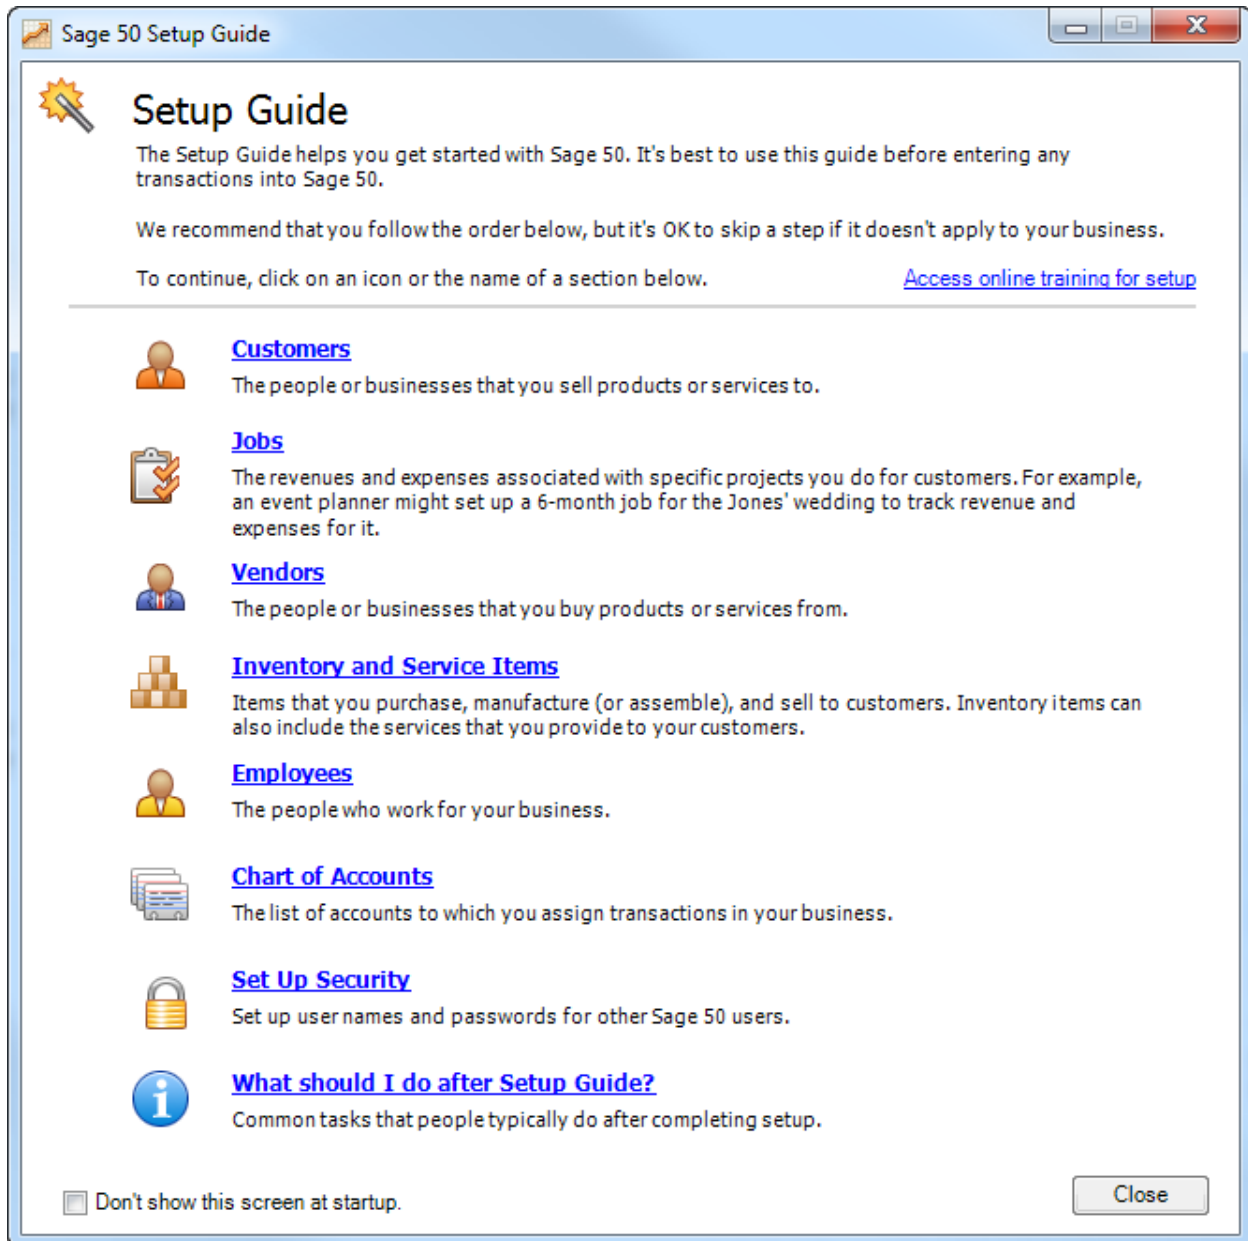 Sage 50 Setup Guide
Setup Guide
The Setup Guide helps you get started with Sage 50. It's best to use this guide before entering any
transactions into Sage 50.
We recommend that you follow the order below, but it's OK to skip a step if it doesn't apply to your business.
To continue, click on an icon or the name of a section below.
Access online training for setup
Customers
The people or businesses that you sell products or services to.
Jobs
The revenues and expenses associated with specific projects you do for customers. For example,
an event planner might set up a 6-month job for the Jones' wedding to track revenue and
expenses for it.
Vendors
The people or businesses that you buy products or services from.
Inventory and Service Items
Items that you purchase, manufacture (or assemble), and sell to customers. Inventory items can
also include the services that you provide to your customers.
Employees
The people who work for your business.
Chart of Accounts
The list of accounts to which you assign transactions in your business.
Set Up Security
Set up user names and passwords for other Sage 50 users.
What should I do after Setup Guide?
Common tasks that people typically do after completing setup.
Don't show this screen at startup.
Close